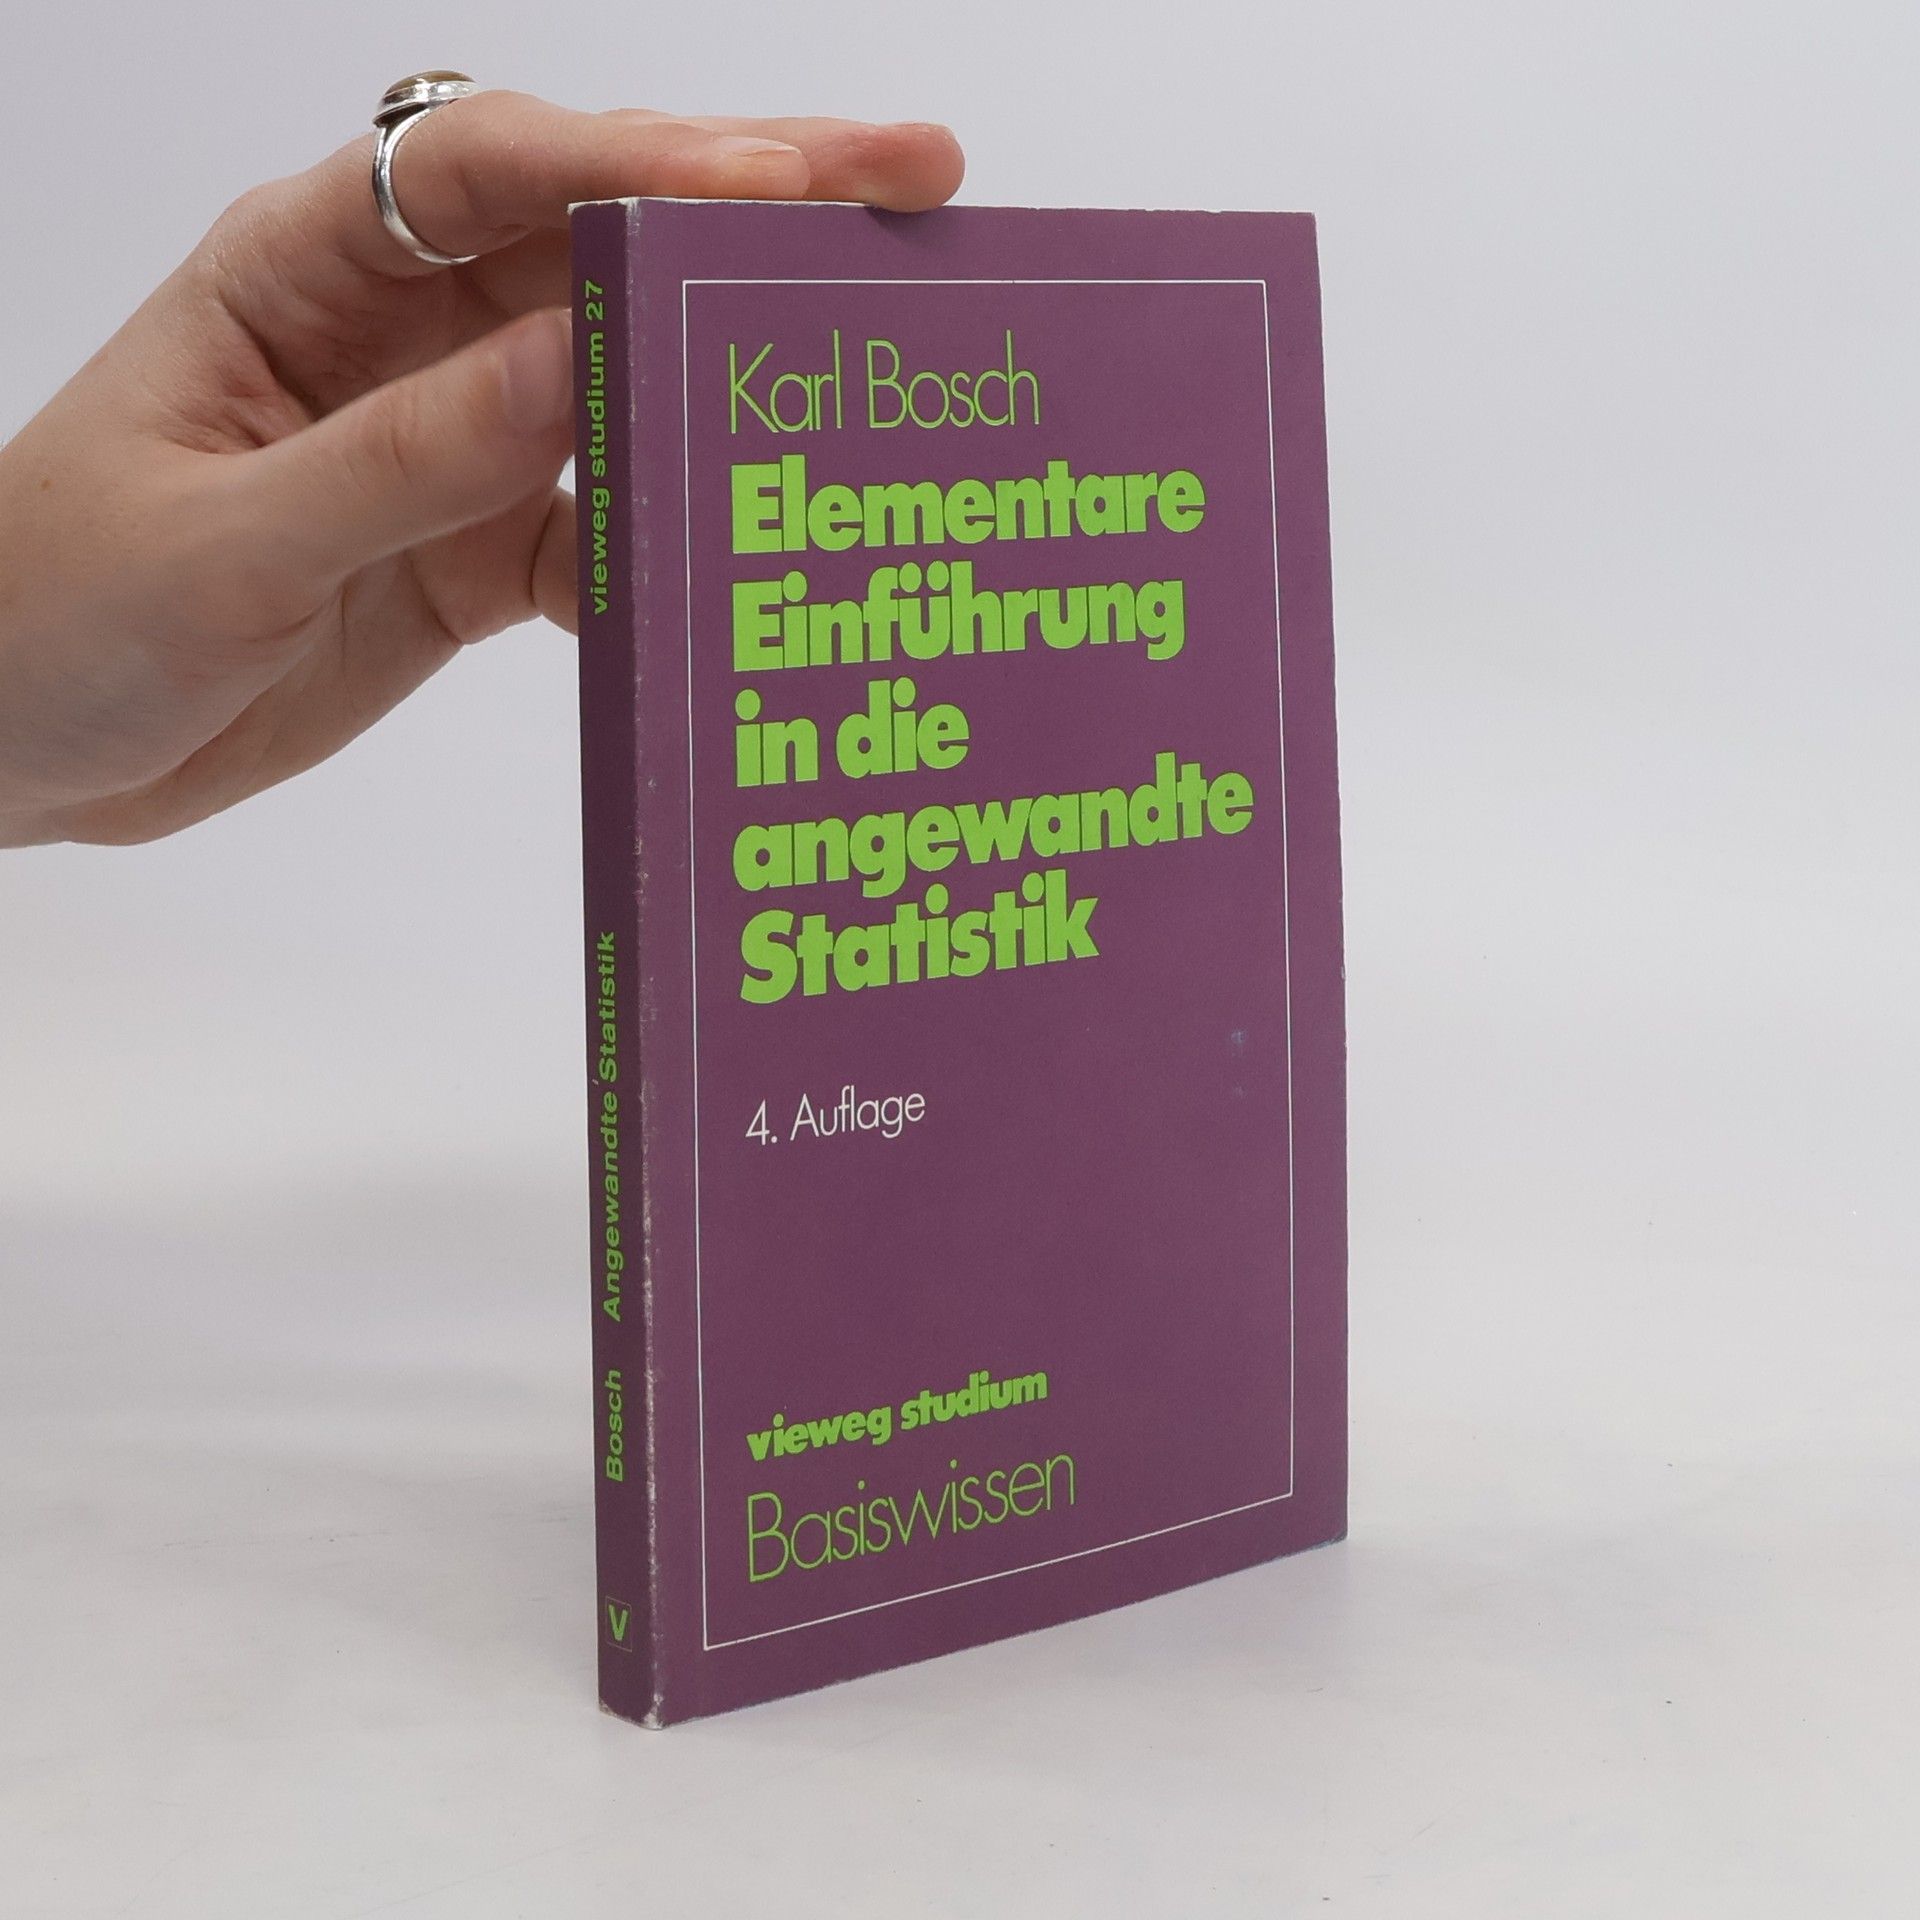 Karl Bosch
Elementare
Einführung
in die
angewandte
Statistik
4. Auflage
vieweg studium
Basiswissen
V
Bosch Angewandte Statistik vieweg studium 27